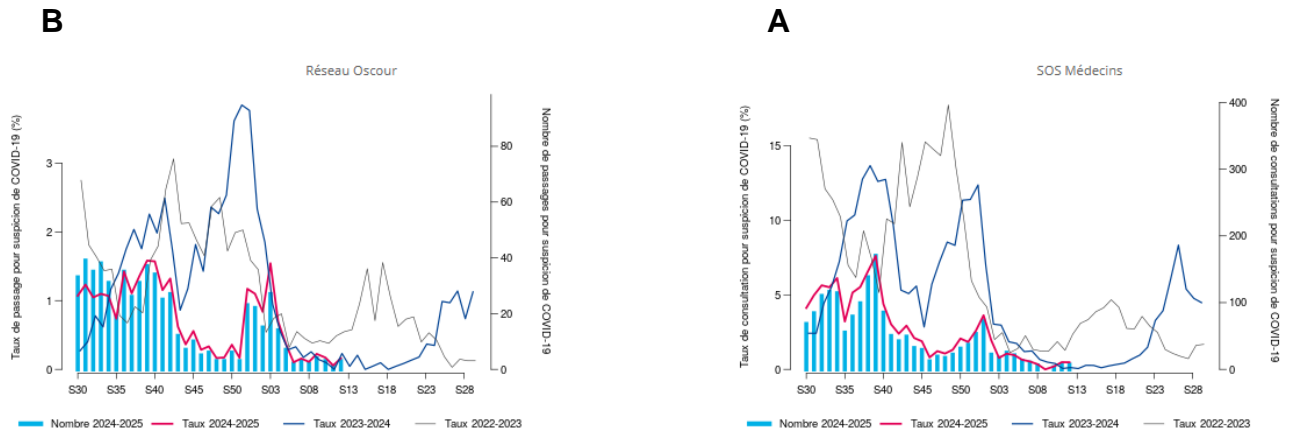 B
Réseau Oscour
Taux de passage pour suspicion de COVID-19 (%)
3
2
1
0
80
60
40
20
0
Nombre de passages pour suspicion de COVID-19
S30 S35 S40 S45 S50 S03 S08 S13 S18 S23 S28
Nombre 2024-2025 Taux 2024-2025 Taux 2023-2024 Taux 2022-2023
A
SOS Médecins
Taux de consultation pour suspicion de COVID-19 (%)
15
10
5
0
400
300
200
100
0
Nombre de consultations pour suspicion de COVID-19
S30 S35 S40 S45 S50 S03 S08 S13 S18 S23 S28
Nombre 2024-2025 Taux 2024-2025 Taux 2023-2024 Taux 2022-2023